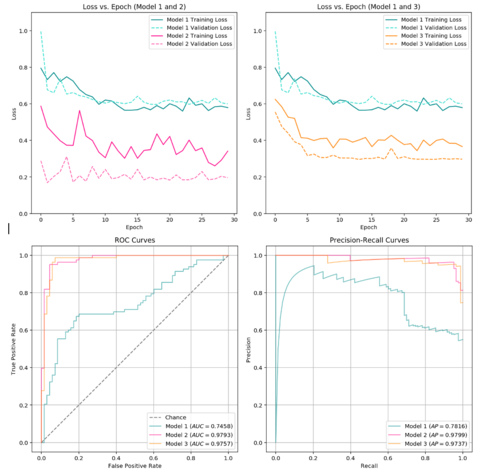 Loss vs. Epoch (Model 1 and 2)
Model 1 Training Loss
Model 1 Validation Loss
Model 2 Training Loss
Model 2 Validation Loss
1.0
0.8
0.6
0.4
0.2
0.0
Loss
0 5 10 15 20 25 30
Epoch
Loss vs. Epoch (Model 1 and 3)
Model 1 Training Loss
Model 1 Validation Loss
Model 3 Training Loss
Model 3 Validation Loss
1.0
0.8
0.6
0.4
0.2
0.0
Loss
0 5 10 15 20 25 30
Epoch
ROC Curves
1.0
0.8
0.6
0.4
0.2
0.0
True Positive Rate
Chance
Model 1 (AUC = 0.7458)
Model 2 (AUC = 0.9793)
Model 3 (AUC = 0.9757)
0.0 0.2 0.4 0.6 0.8 1.0
False Positive Rate
Precision-Recall Curves
1.0
0.8
0.6
0.4
0.2
0.0
Precision
Model 1 (AP = 0.7816)
Model 2 (AP = 0.9799)
Model 3 (AP = 0.9737)
0.0 0.2 0.4 0.6 0.8 1.0
Recall